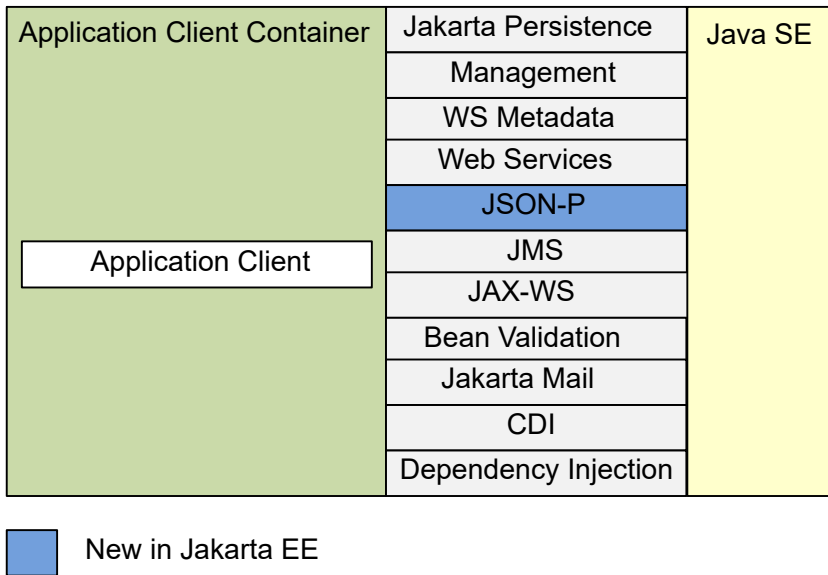 Application Client Container
Jakarta Persistence
Java SE
Management
WS Metadata
Web Services
JSON-P
JMS
Application Client
JAX-WS
Bean Validation
Jakarta Mail
CDI
Dependency Injection
New in Jakarta EE